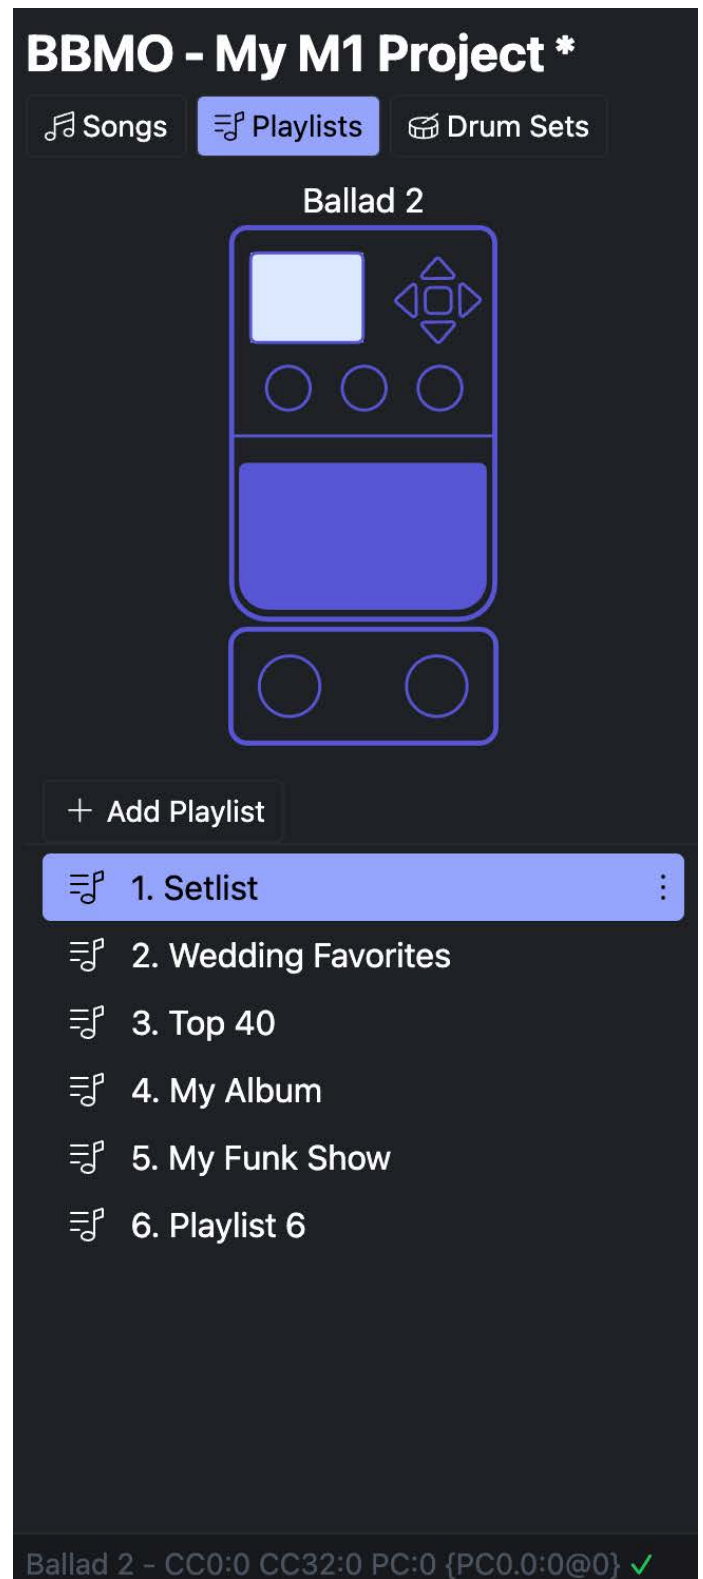 BBMO - My M1 Project *
Songs Playlists Drum Sets
Ballad 2
+ Add Playlist
1. Setlist
2. Wedding Favorites
3. Top 40
4. My Album
5. My Funk Show
6. Playlist 6
Ballad 2 - CC0:0 CC32:0 PC:0 {PC0.0:0@0} ✓